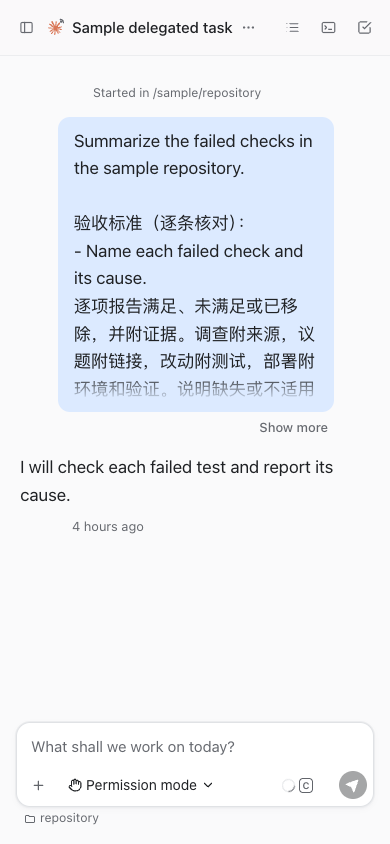 Sample delegated task
Started in /sample/repository
Summarize the failed checks in
the sample repository.
验收标准（逐条核对）:
- Name each failed check and
its cause.
逐项报告满足、未满足或已移
除，并附证据。调查附来源，议
题附链接，改动附测试，部署附
环境和验证。说明缺失或不适用
Show more
I will check each failed test and report its
cause.
4 hours ago
What shall we work on today?
Permission mode
C
repository